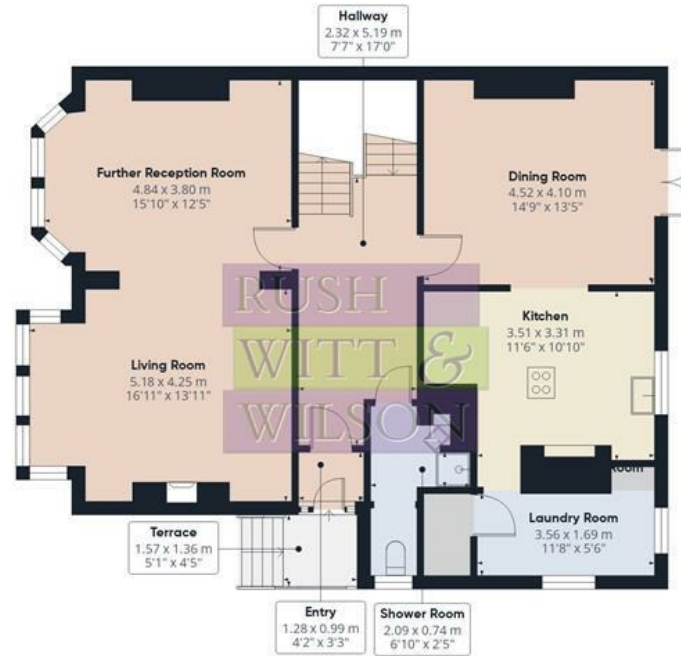 Hallway
2.32 x 5.19 m
7'7" x 17'0"
Further Reception Room
4.84 x 3.80 m
15'10" x 12'5"
Dining Room
4.52 x 4.10 m
14'9" x 13'5"
RUSH
WITT &
WILSON
Kitchen
3.51 x 3.31 m
11'6" x 10'10"
Living Room
5.18 x 4.25 m
16'11" x 13'11"
Room
Laundry Room
3.56 x 1.69 m
11'8" x 5'6"
Terrace
1.57 x 1.36 m
5'1" x 4'5"
Entry
1.28 x 0.99 m
4'2" x 3'3"
Shower Room
2.09 x 0.74 m
6'10" x 2'5"